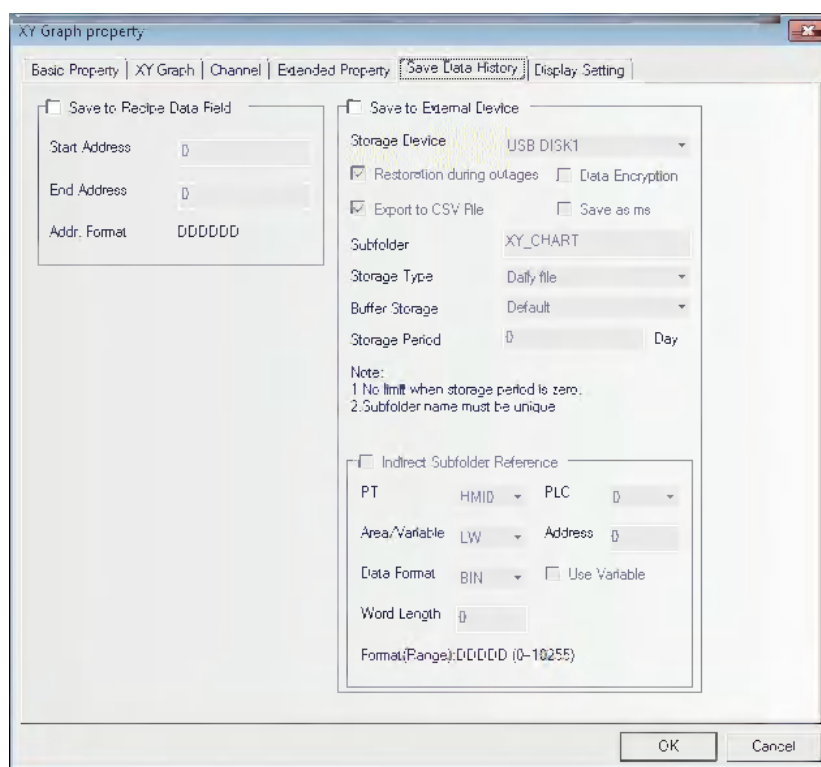 XY Graph property
Basic Property XY Graph Channel Extended Property Save Data History Display Setting
Save to Recipe Data Field
Start Address 0
End Address 0
Addr. Format DDDDDD
Save to External Device
Storage Device USB DISK1
Restoration during outages Data Encryption
Export to CSV File Save as ms
Subfolder XY_CHART
Storage Type Daily file
Buffer Storage Default
Storage Period 0 Day
Note:
1 No limit when storage period is zero.
2.Subfolder name must be unique
Indirect Subfolder Reference
PT HMI0 PLC 0
Area/Variable LW Address 0
Data Format BIN Use Variable
Word Length 0
Format(Range):DDDDD (0~10255)
OK Cancel